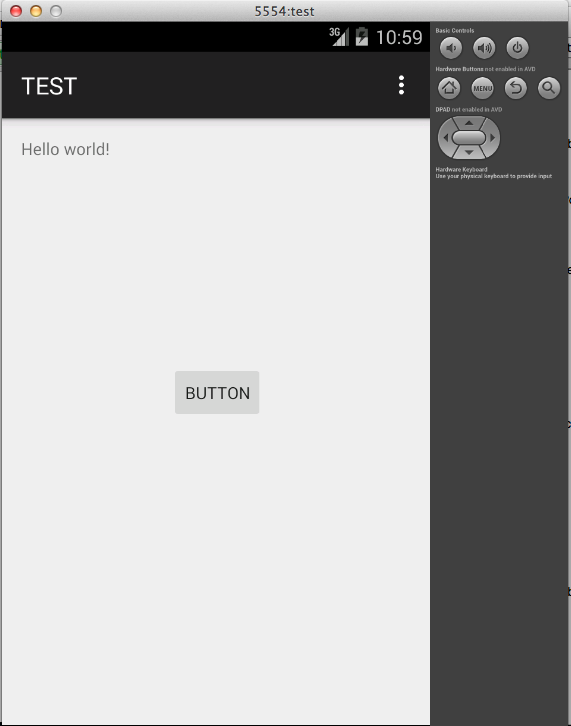 5554:test
3G 10:59
TEST
Hello world!
BUTTON
Basic Controls
Hardware Buttons not enabled in AVD
MENU
DPAD not enabled in AVD
Hardware Keyboard
Use your physical keyboard to provide input